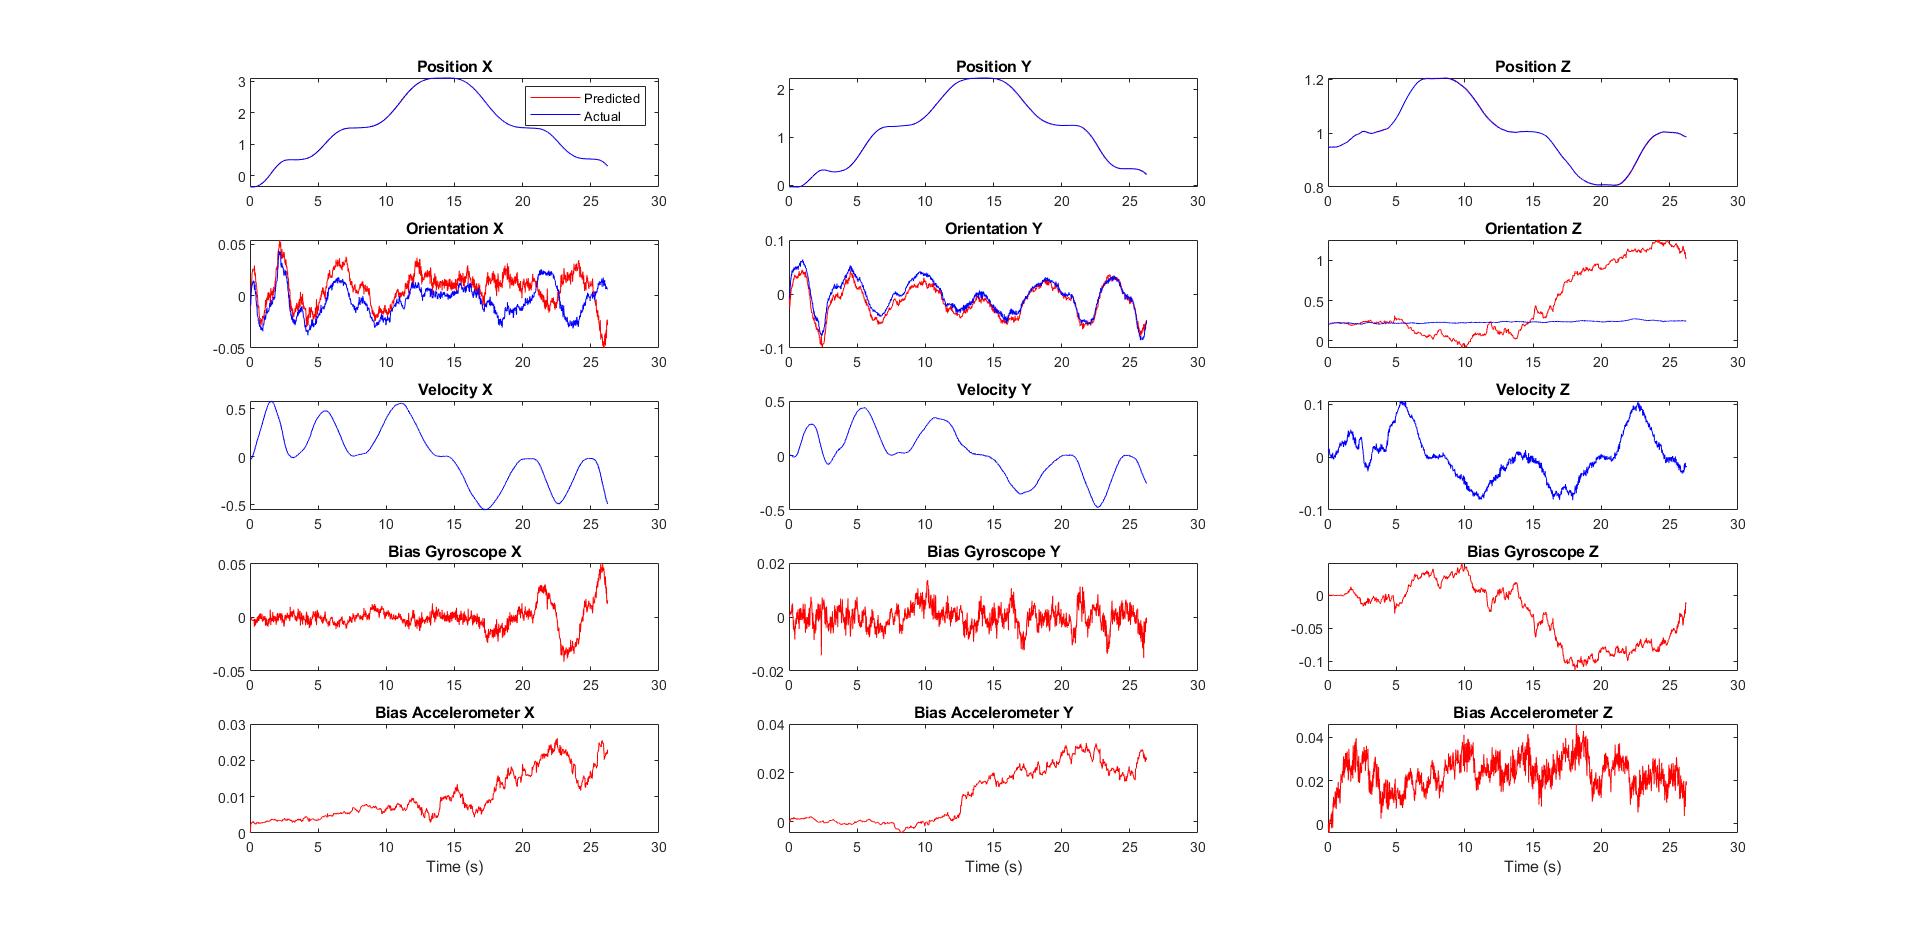 Position X
3
2
1
0
0 5 10 15 20 25 30
Predicted
Actual
Position Y
2
1
0
0 5 10 15 20 25 30
Position Z
1.2
1
0.8
0 5 10 15 20 25 30
Orientation X
0.05
0
-0.05
0 5 10 15 20 25 30
Orientation Y
0.1
0
-0.1
0 5 10 15 20 25 30
Orientation Z
1
0.5
0
0 5 10 15 20 25 30
Velocity X
0.5
0
-0.5
0 5 10 15 20 25 30
Velocity Y
0.5
0
-0.5
0 5 10 15 20 25 30
Velocity Z
0.1
0
-0.1
0 5 10 15 20 25 30
Bias Gyroscope X
0.05
0
-0.05
0 5 10 15 20 25 30
Bias Gyroscope Y
0.02
0
-0.02
0 5 10 15 20 25 30
Bias Gyroscope Z
0
-0.05
-0.1
0 5 10 15 20 25 30
Bias Accelerometer X
0.03
0.02
0.01
0
0 5 10 15 20 25 30
Time (s)
Bias Accelerometer Y
0.04
0.02
0
0 5 10 15 20 25 30
Time (s)
Bias Accelerometer Z
0.04
0.02
0
0 5 10 15 20 25 30
Time (s)